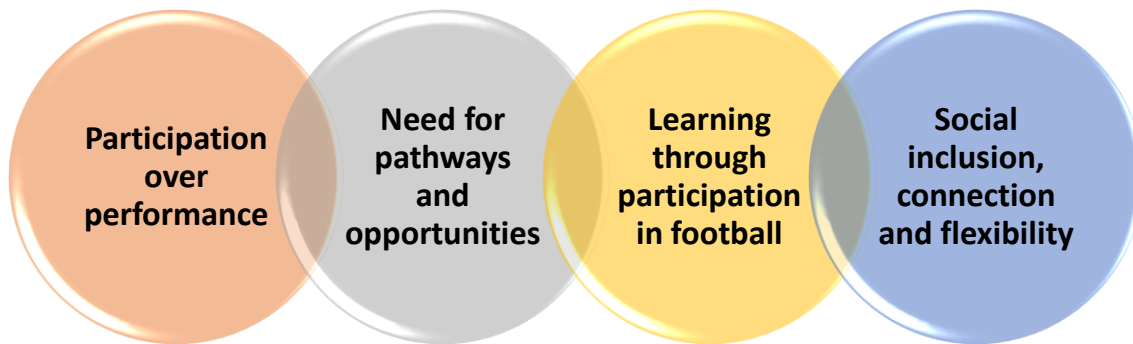 Participation
over
performance
Need for
pathways
and
opportunities
Learning
through
participation
in football
Social
inclusion,
connection
and flexibility